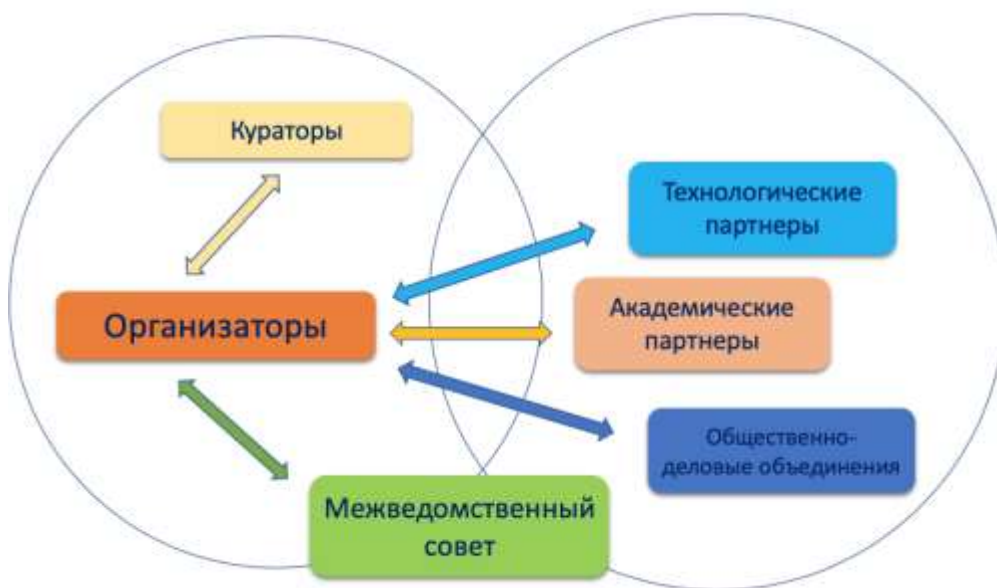 Кураторы
Технологические
партнеры
Организаторы
Академические
партнеры
Общественно-
деловые объединения
Межведомственный
совет